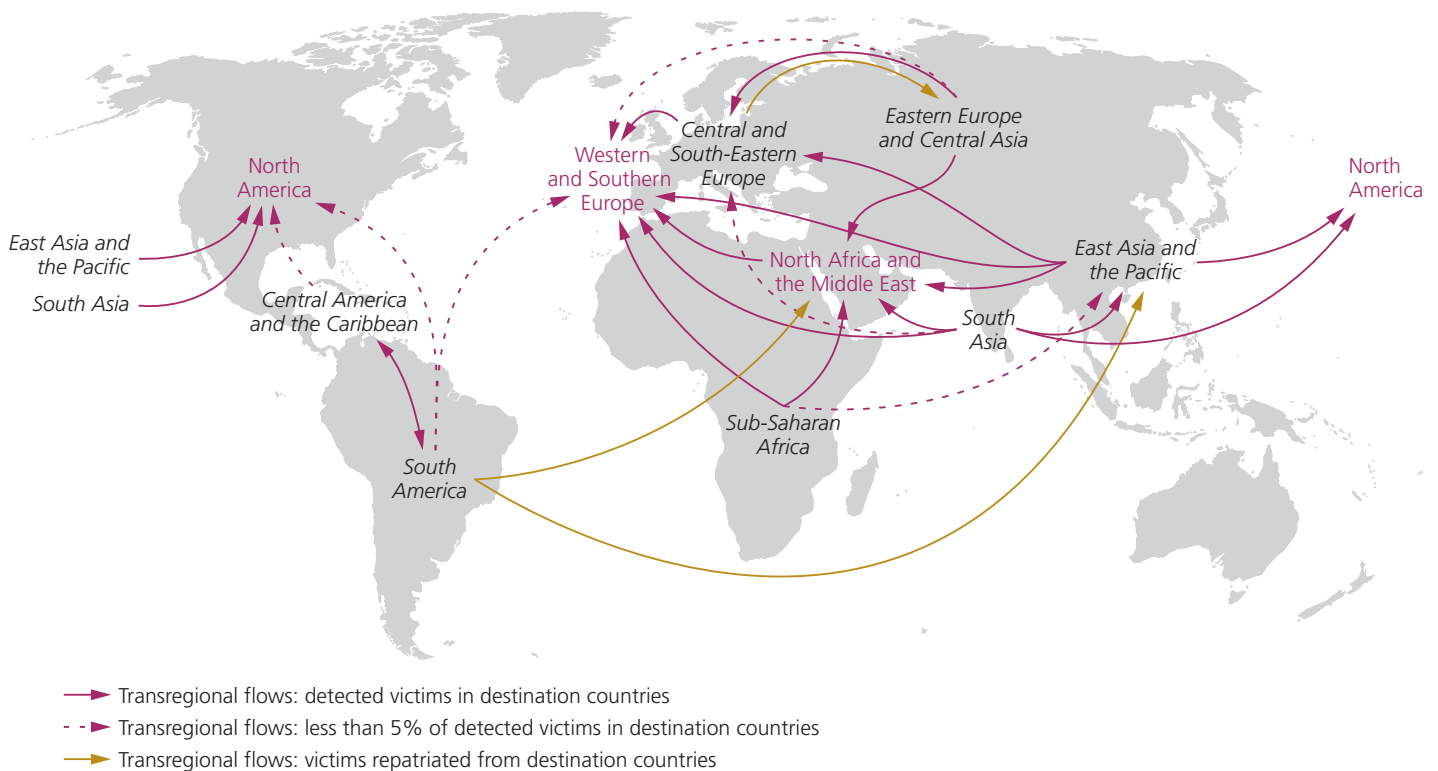 North
America
East Asia and
the Pacific
South Asia
Central America
and the Caribbean
South
America
Western
and Southern
Europe
Central and
South-Eastern
Europe
Eastern Europe
and Central Asia
North Africa and
the Middle East
Sub-Saharan
Africa
South
Asia
East Asia and
the Pacific
North
America
Transregional flows: detected victims in destination countries
Transregional flows: less than 5% of detected victims in destination countries
Transregional flows: victims repatriated from destination countries